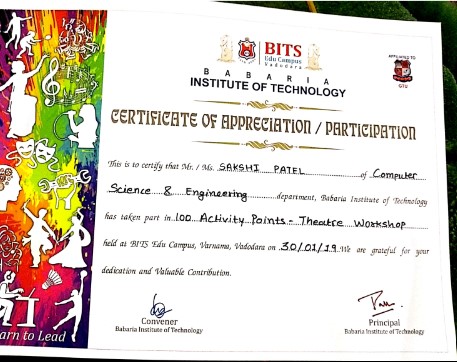 BITS
Edu Campus
Vadodara
AFFILIATED TO
GTU
BABARIA
INSTITUTE OF TECHNOLOGY
CERTIFICATE OF APPRECIATION / PARTICIPATION
This is to certify that Mr. / Ms. SAKSHI PATEL of Computer
Science & Engineering department, Babaria Institute of Technology
has taken part in 100 Activity Points - Theatre Workshop
held at BITS Edu Campus, Varnama, Vadodara on 30/01/19 We are grateful for your
dedication and Valuable Contribution.
Convener
Babaria Institute of Technology
Principal
Babaria Institute of Technology
arn to Lead